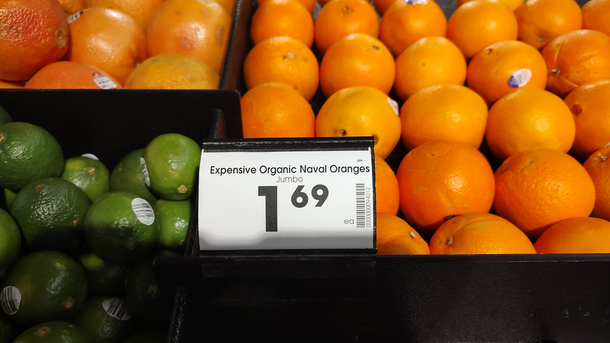 Expensive Organic Naval Oranges
Jumbo
1 69
ea